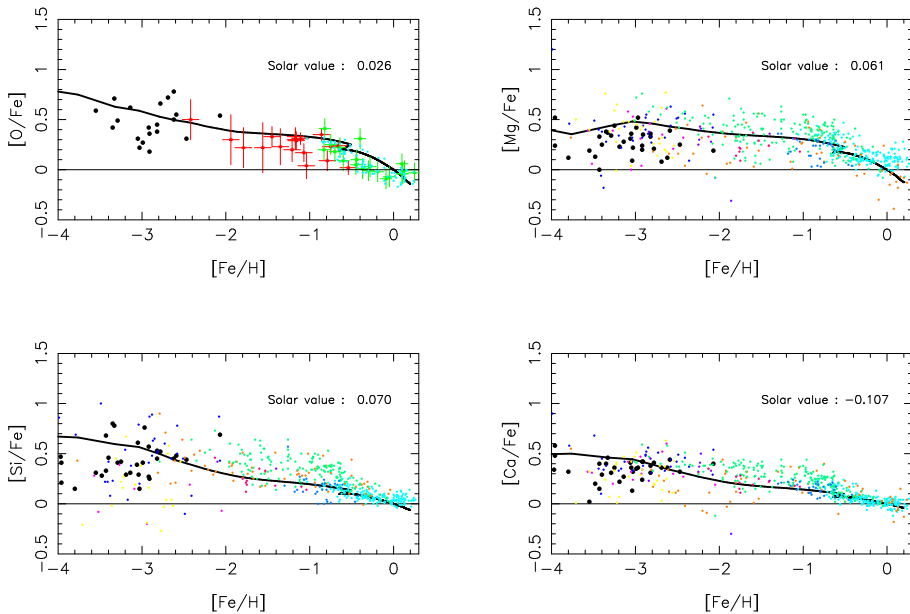 1.5
1
0.5
0
0.5
[O/Fe]
Solar value : 0.026
−4 −3 −2 −1 0
[Fe/H]
1.5
1
0.5
0
0.5
[Mg/Fe]
Solar value : 0.061
−4 −3 −2 −1 0
[Fe/H]
1.5
1
0.5
0
0.5
[Si/Fe]
Solar value : 0.070
−4 −3 −2 −1 0
[Fe/H]
1.5
1
0.5
0
0.5
[Ca/Fe]
Solar value : −0.107
−4 −3 −2 −1 0
[Fe/H]